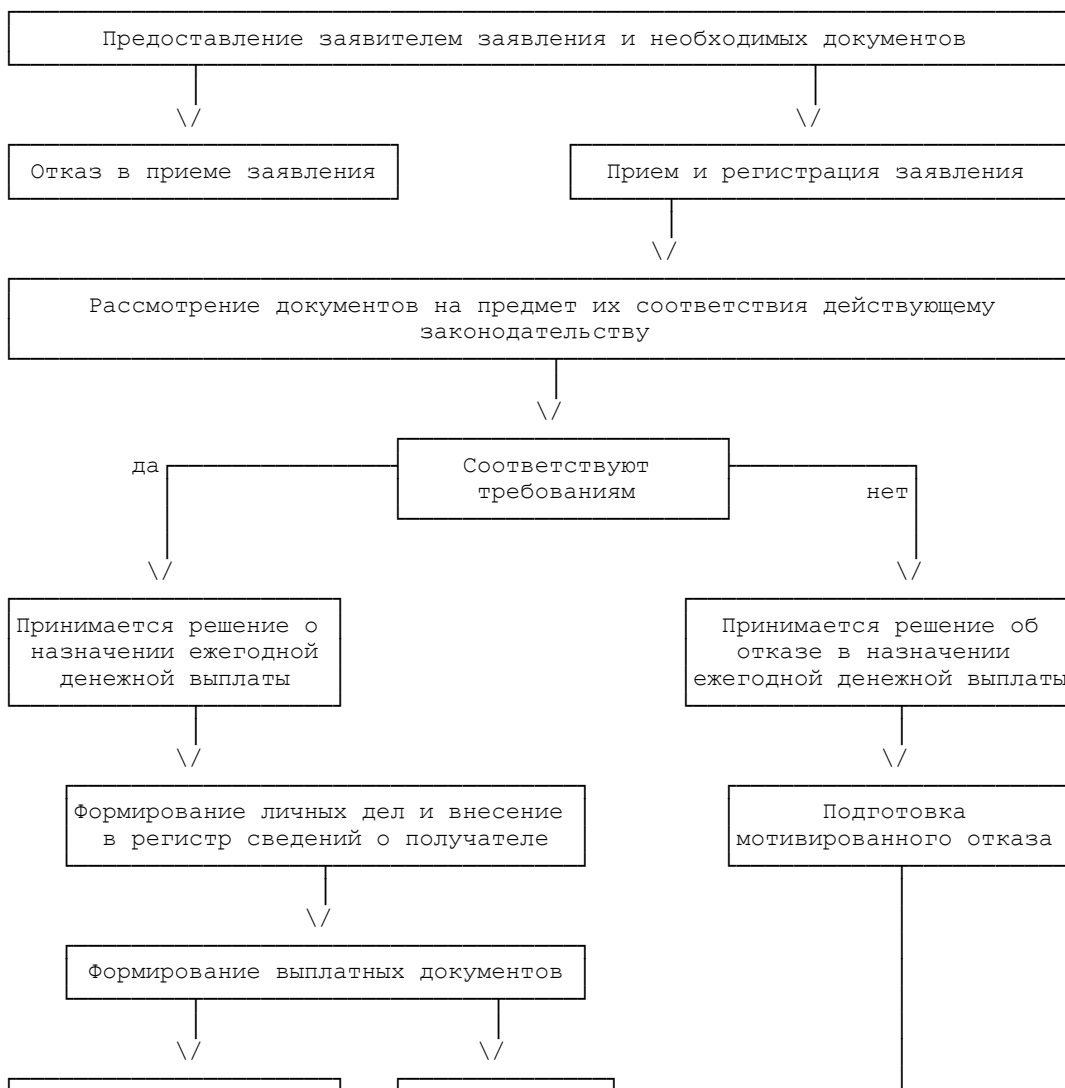 Предоставление заявителем заявления и необходимых документов
Отказ в приеме заявления
Прием и регистрация заявления
Рассмотрение документов на предмет их соответствия действующему
законодательству
да
Соответствуют
требованиям
нет
Принимается решение о
назначении ежегодной
денежной выплаты
Принимается решение об
отказе в назначении
ежегодной денежной выплаты
Формирование личных дел и внесение
в регистр сведений о получателе
Подготовка
мотивированного отказа
Формирование выплатных документов